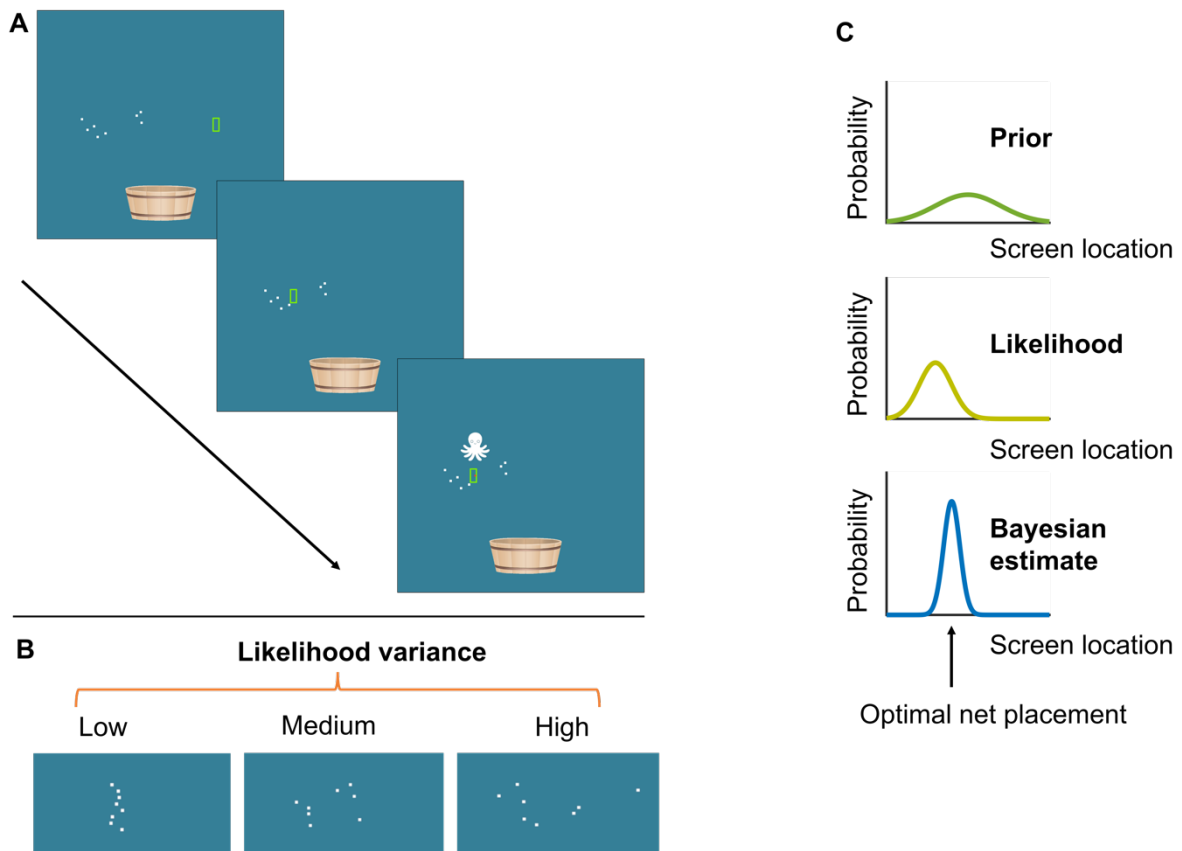 A
B
Likelihood variance
Low
Medium
High
C
Probability
Prior
Screen location
Probability
Likelihood
Screen location
Probability
Bayesian
estimate
Screen location
Optimal net placement